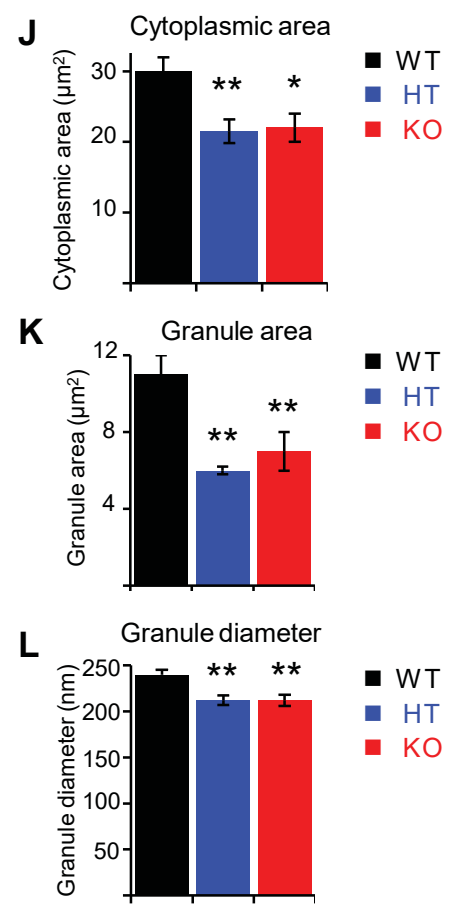 J
Cytoplasmic area
Cytoplasmic area (μm²)
30
20
10
**
*
WT
HT
KO
K
Granule area
Granule area (μm²)
12
8
4
**
**
WT
HT
KO
L
Granule diameter
Granule diameter (nm)
250
200
150
100
50
**
**
WT
HT
KO